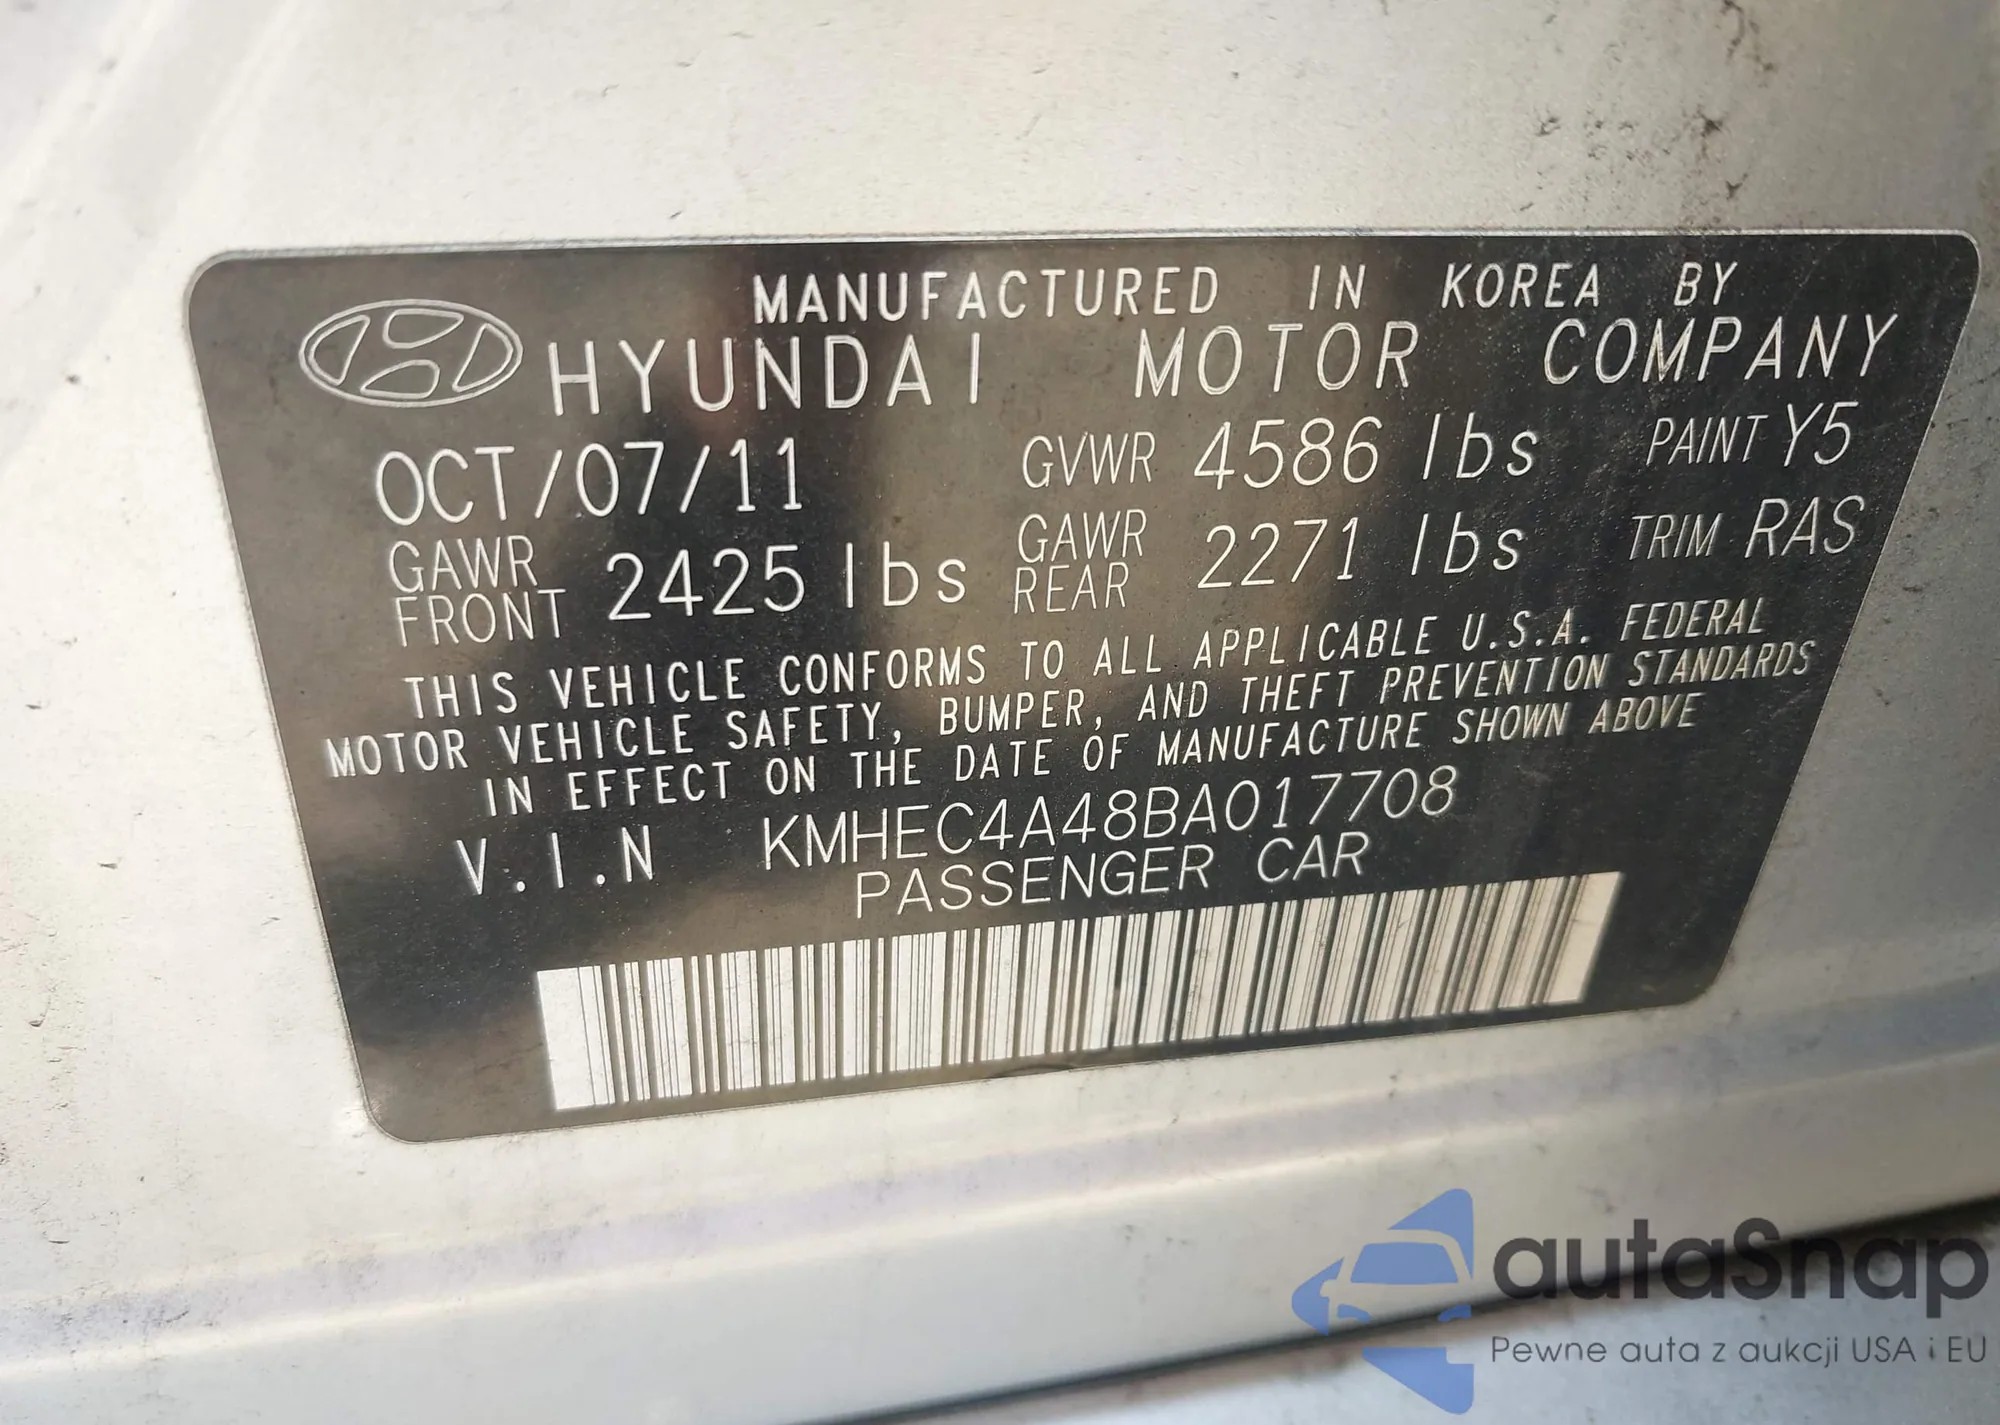 MANUFACTURED IN KOREA BY
HYUNDAI MOTOR COMPANY
OCT/07/11 GVWR 4586 lbs PAINT Y5
GAWR FRONT 2425 lbs GAWR REAR 2271 lbs TRIM RAS
THIS VEHICLE CONFORMS TO ALL APPLICABLE U.S.A. FEDERAL
MOTOR VEHICLE SAFETY, BUMPER, AND THEFT PREVENTION STANDARDS
IN EFFECT ON THE DATE OF MANUFACTURE SHOWN ABOVE
V.I.N KMHEC4A48BA017708
PASSENGER CAR
autaSnap
Pewne auta z aukcji USA i EU